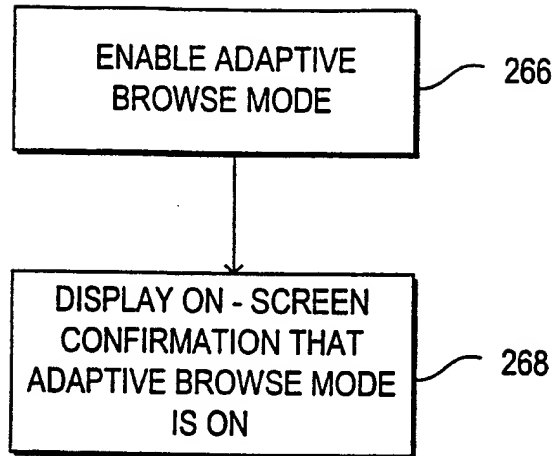 ENABLE ADAPTIVE
BROWSE MODE
266
DISPLAY ON - SCREEN
CONFIRMATION THAT
ADAPTIVE BROWSE MODE
IS ON
268